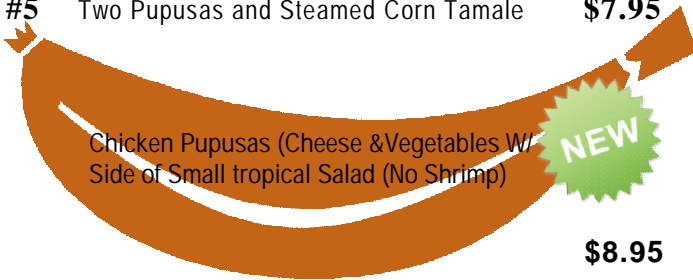 #5 Two Pupusas and Steamed Corn Tamale $7.95
Chicken Pupusas (Cheese &Vegetables W/
NEW
Side of Small tropical Salad (No Shrimp)
$8.95